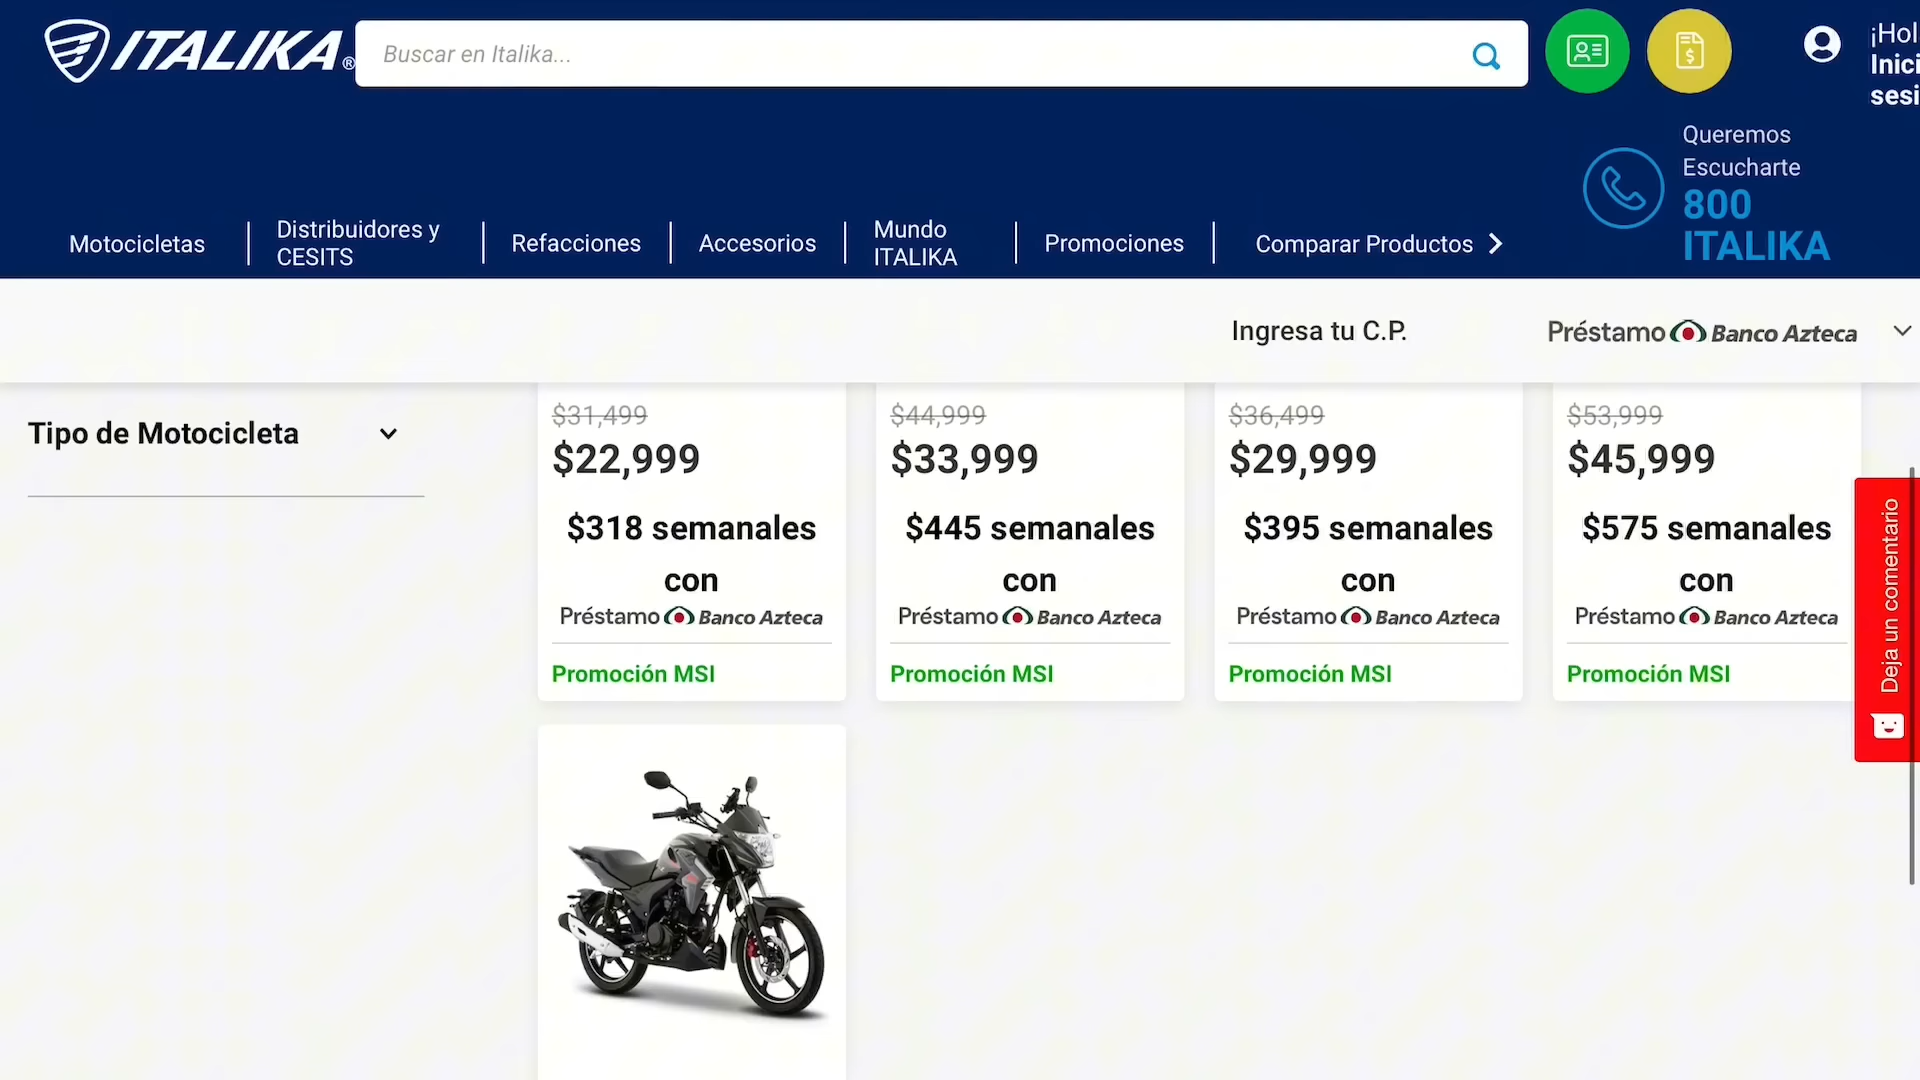 ITALIKA®
Buscar en Italika...
¡Hol
Inici
sesi
Queremos
Escucharte
800
ITALIKA
Motocicletas
Distribuidores y
CESITS
Refacciones
Accesorios
Mundo
ITALIKA
Promociones
Comparar Productos
Ingresa tu C.P.
Préstamo Banco Azteca
Tipo de Motocicleta
$31,499
$22,999
$318 semanales
con
Préstamo Banco Azteca
Promoción MSI
$44,999
$33,999
$445 semanales
con
Préstamo Banco Azteca
Promoción MSI
$36,499
$29,999
$395 semanales
con
Préstamo Banco Azteca
Promoción MSI
$53,999
$45,999
$575 semanales
con
Préstamo Banco Azteca
Promoción MSI
Deja un comentario